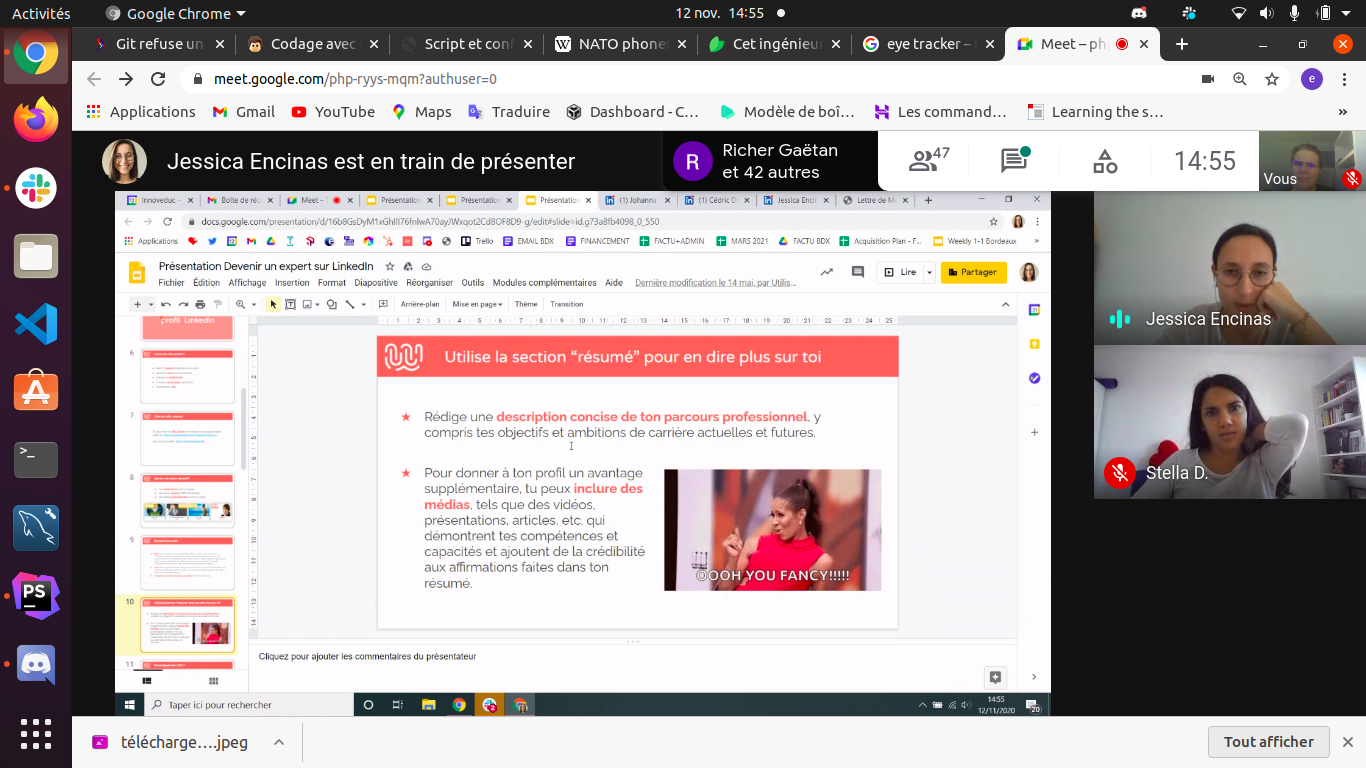 Activités
Google Chrome
12 nov. 14:55
Git refuse un
Codage avec
Script et conf
NATO phone
Cet ingénieur
eye tracker –
Meet – ph
meet.google.com/php-ryys-mqm?authuser=0
e
Applications
Gmail
YouTube
Maps
Traduire
Dashboard - C…
Modèle de boî…
Les command…
Learning the s…
»
Jessica Encinas est en train de présenter
R
Richer Gaëtan
et 42 autres
47
14:55
Vous
Innoveduc -
Boîte de réc
Meet –
Présentation
Présentation
Présentation
(1) Johanna
(1) Cédric D
Jessica Enci
Lettre de Mo
docs.google.com/presentation/d/16b8GsDyM1xGhIlI76fnlwA70ayJWxqot2Cd8OF8D9-g/edit#slide=id.g73a8fb4098_0_550
Applications
Trello
EMAIL BDX
FINANCEMENT
FACTU+ADMIN
MARS 2021
FACTU BDX
Acquisition Plan - F...
Weekly 1-1 Bordeaux
»
Présentation Devenir un expert sur LinkedIn
Fichier Édition Affichage Insertion Format Diapositive Réorganiser Outils Modules complémentaires Aide
Dernière modification le 14 mai, par Utilis...
Lire
Partager
Arrière-plan
Mise en page
Thème
Transition
profil LinkedIn
6
7
8
9
10
11
Utilise la section “résumé” pour en dire plus sur toi
Rédige une description concise de ton parcours professionnel, y
compris tes objectifs et ambitons de carrière actuelles et futures.
Pour donner à ton profil un avantage
supplémentaire, tu peux inclure des
médias, tels que des vidéos,
présentations, articles, etc. qui
démontrent tes compétences et
capacités et ajoutent de la crédibilité
aux affirmations faites dans ton
résumé.
OOOH YOU FANCY!!!!!
Cliquez pour ajouter les commentaires du présentateur
Taper ici pour rechercher
2
14:55
12/11/2020
20
Jessica Encinas
Stella D.
>_
PS
télécharge....jpeg
Tout afficher